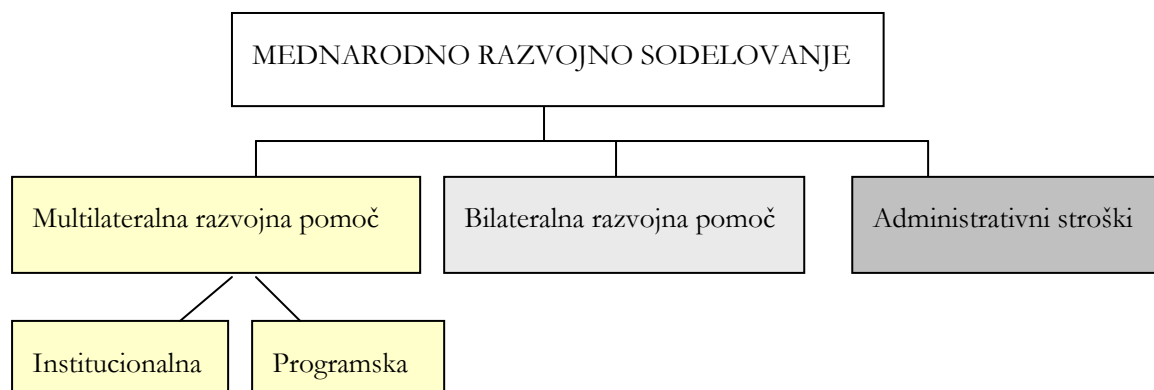 MEDNARODNO RAZVOJNO SODELOVANJE
Multilateralna razvojna pomoč
Bilateralna razvojna pomoč
Administrativni stroški
Institucionalna
Programska